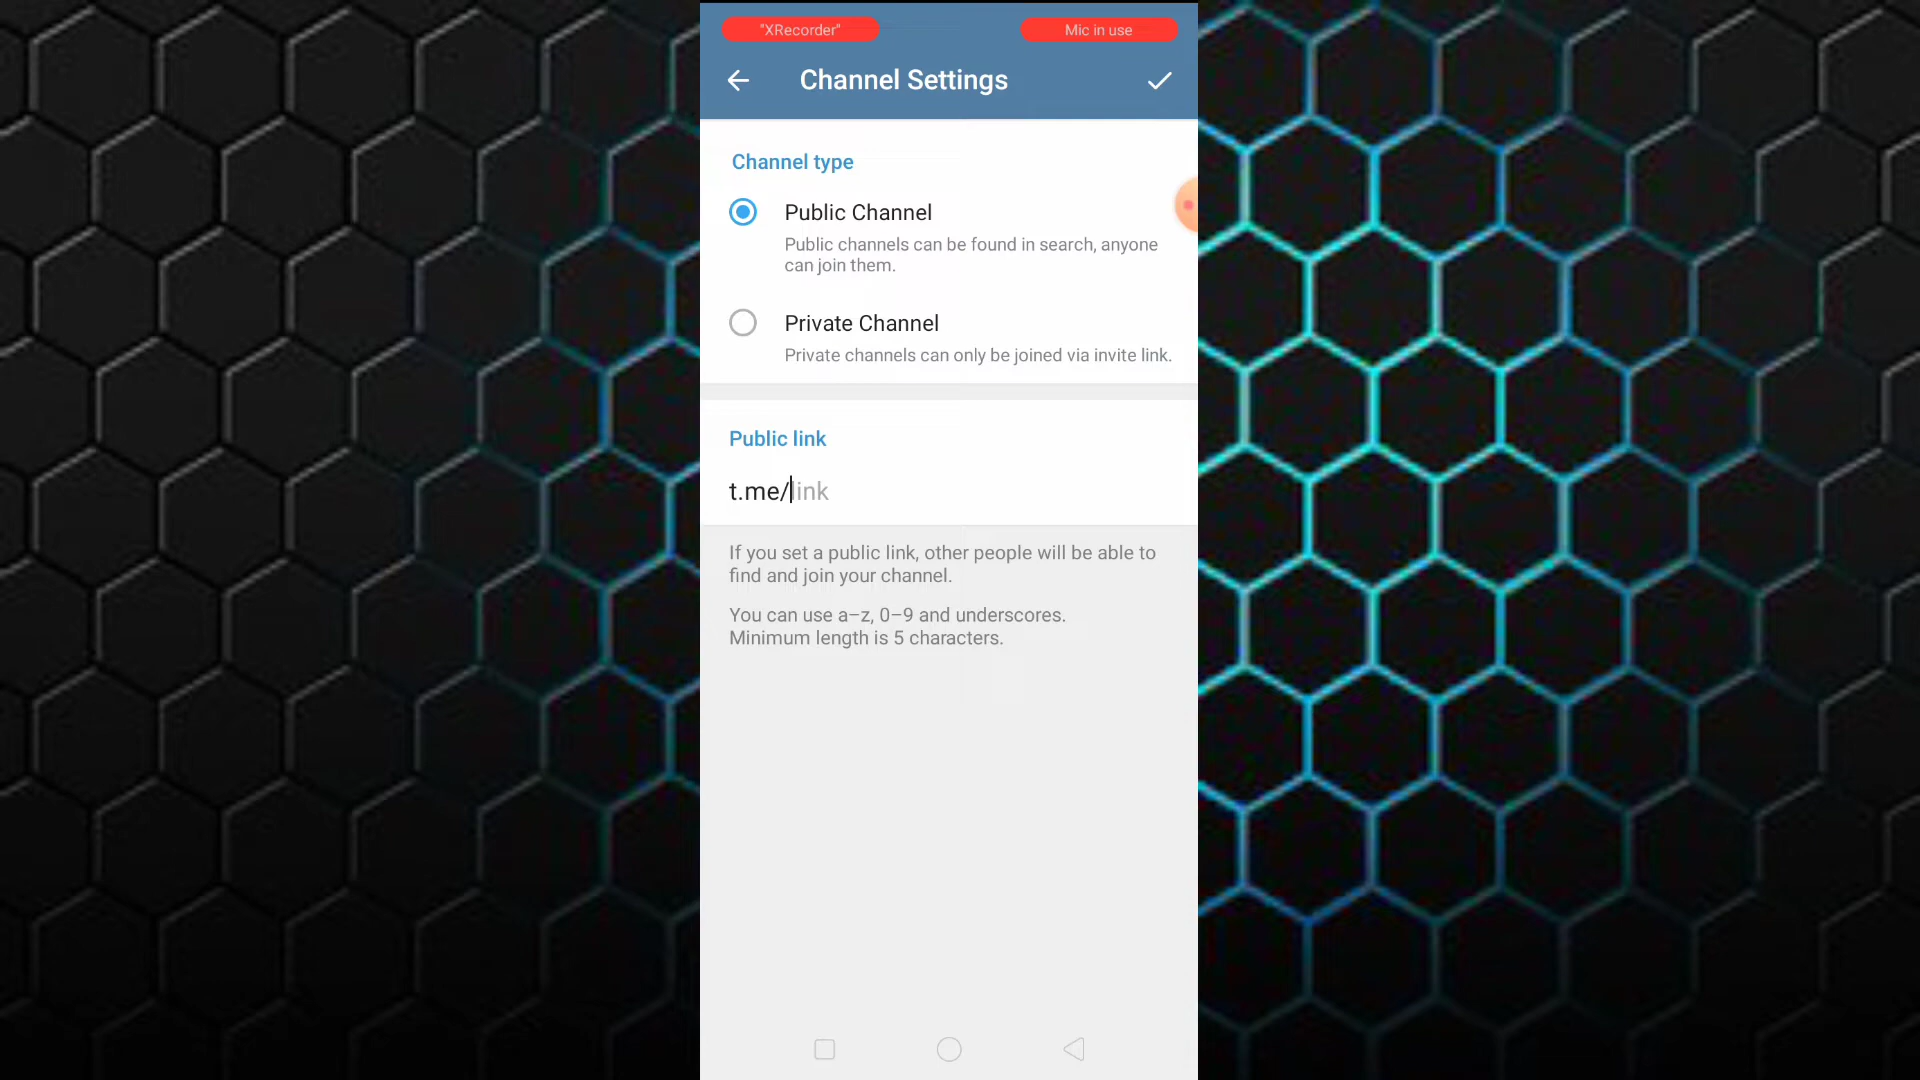 "XRecorder"
Mic in use
Channel Settings
Channel type
Public Channel
Public channels can be found in search, anyone
can join them.
Private Channel
Private channels can only be joined via invite link.
Public link
t.me/link
If you set a public link, other people will be able to
find and join your channel.
You can use a–z, 0–9 and underscores.
Minimum length is 5 characters.